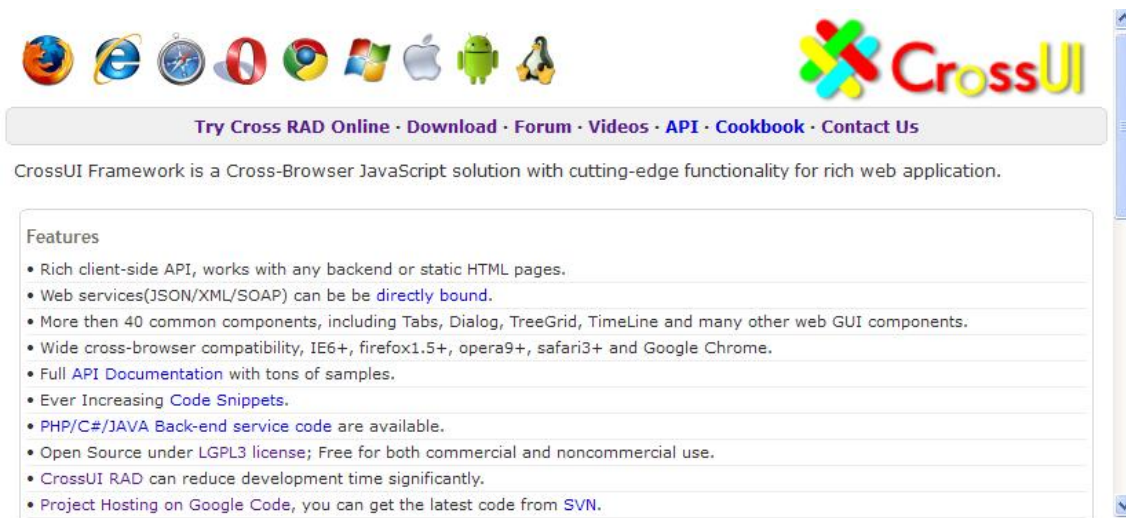 CrossUI
Try Cross RAD Online · Download · Forum · Videos · API · Cookbook · Contact Us
CrossUI Framework is a Cross-Browser JavaScript solution with cutting-edge functionality for rich web application.
Features
• Rich client-side API, works with any backend or static HTML pages.
• Web services(JSON/XML/SOAP) can be be directly bound.
• More then 40 common components, including Tabs, Dialog, TreeGrid, TimeLine and many other web GUI components.
• Wide cross-browser compatibility, IE6+, firefox1.5+, opera9+, safari3+ and Google Chrome.
• Full API Documentation with tons of samples.
• Ever Increasing Code Snippets.
• PHP/C#/JAVA Back-end service code are available.
• Open Source under LGPL3 license; Free for both commercial and noncommercial use.
• CrossUI RAD can reduce development time significantly.
• Project Hosting on Google Code, you can get the latest code from SVN.